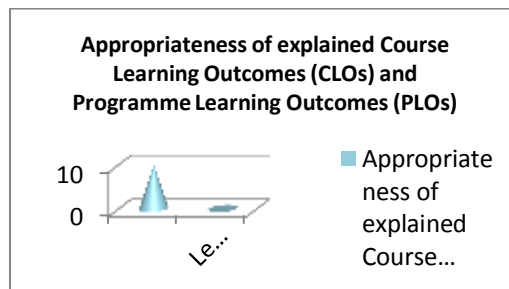 Appropriateness of explained Course
Learning Outcomes (CLOs) and
Programme Learning Outcomes (PLOs)
10
0
Le...
Appropriate
ness of
explained
Course...